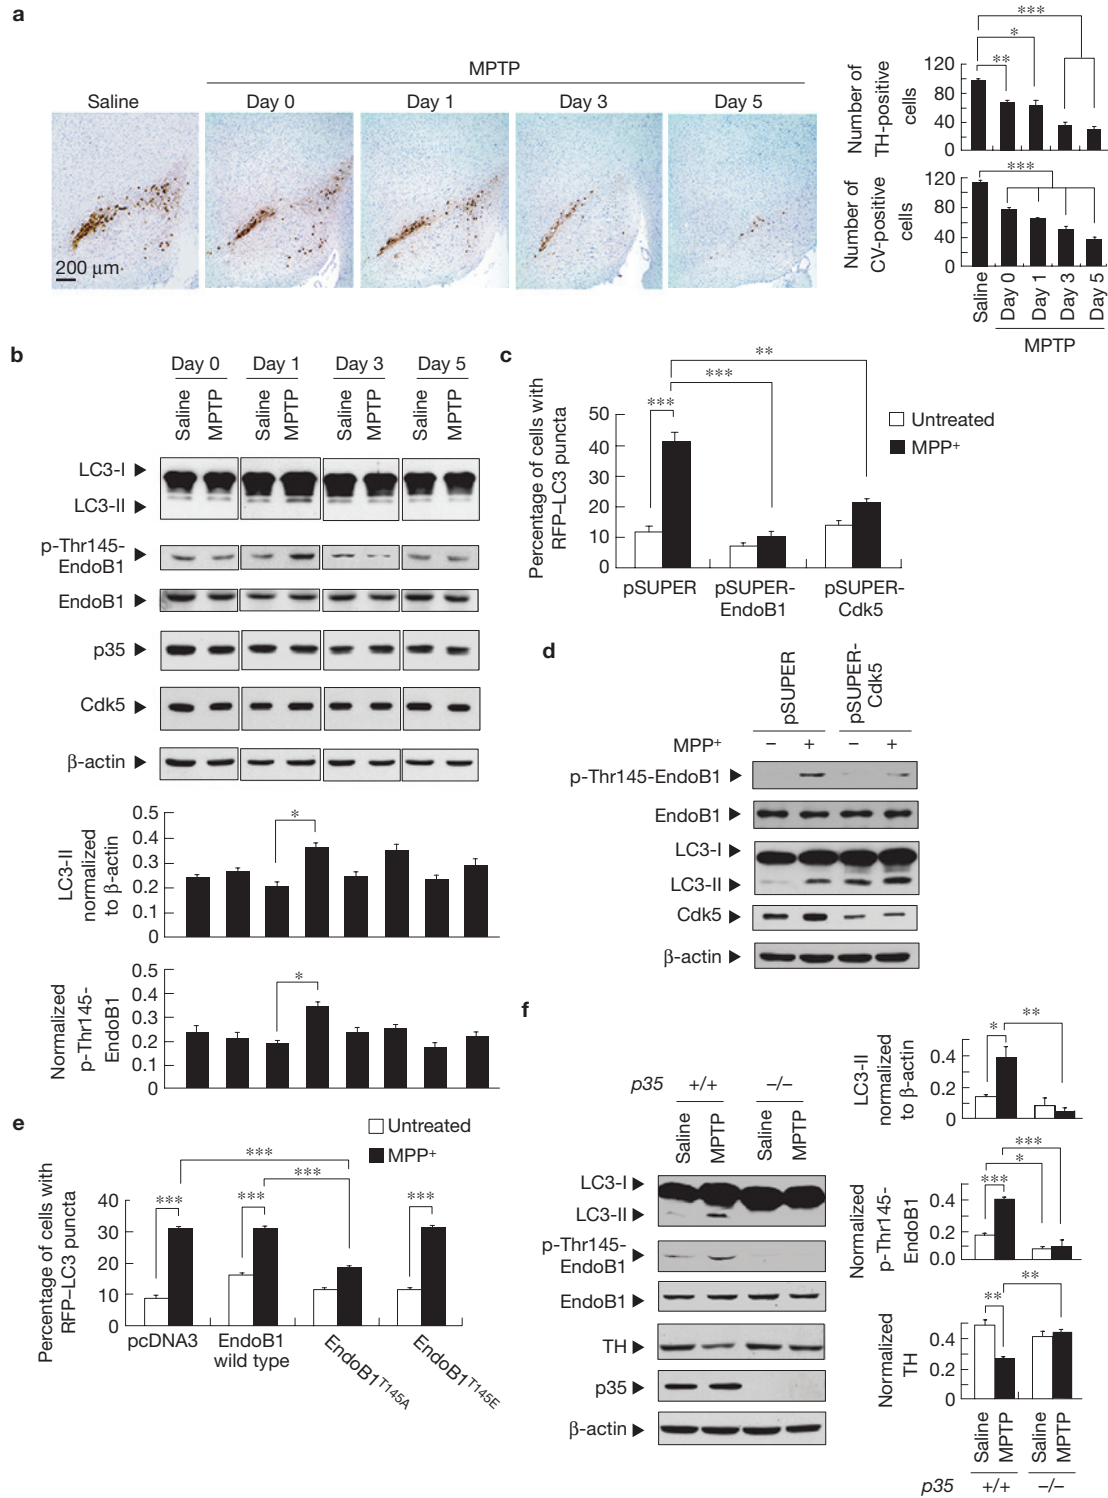 a
MPTP
Saline
Day 0
Day 1
Day 3
Day 5
200 µm
Number of
TH-positive
cells
120
80
40
0
***
*
**
Number of
CV-positive
cells
120
80
40
0
***
Saline
Day 0
Day 1
Day 3
Day 5
MPTP
b
Day 0 Day 1 Day 3 Day 5
Saline MPTP Saline MPTP Saline MPTP Saline MPTP
LC3-I
LC3-II
p-Thr145-
EndoB1
EndoB1
p35
Cdk5
β-actin
LC3-II
normalized
to β-actin
0.5
0.4
0.3
0.2
0.1
0
*
Normalized
p-Thr145-
EndoB1
0.5
0.4
0.3
0.2
0.1
0
*
c
Percentage of cells with
RFP–LC3 puncta
50
40
30
20
10
0
**
***
***
Untreated
MPP+
pSUPER
pSUPER-
EndoB1
pSUPER-
Cdk5
d
pSUPER
pSUPER-
Cdk5
MPP+ – + – +
p-Thr145-EndoB1
EndoB1
LC3-I
LC3-II
Cdk5
β-actin
e
Untreated
MPP+
Percentage of cells with
RFP–LC3 puncta
40
30
20
10
0
***
***
***
***
***
pcDNA3
EndoB1
wild type
EndoB1T145A
EndoB1T145E
f
p35 +/+ –/–
Saline MPTP Saline MPTP
LC3-I
LC3-II
p-Thr145-
EndoB1
EndoB1
TH
p35
β-actin
LC3-II
normalized
to β-actin
0.4
0.2
0
*
**
Normalized
p-Thr145-
EndoB1
0.4
0.2
0.0
***
*
***
Normalized
TH
0.4
0.2
0
**
**
Saline MPTP Saline MPTP
p35 +/+ –/–